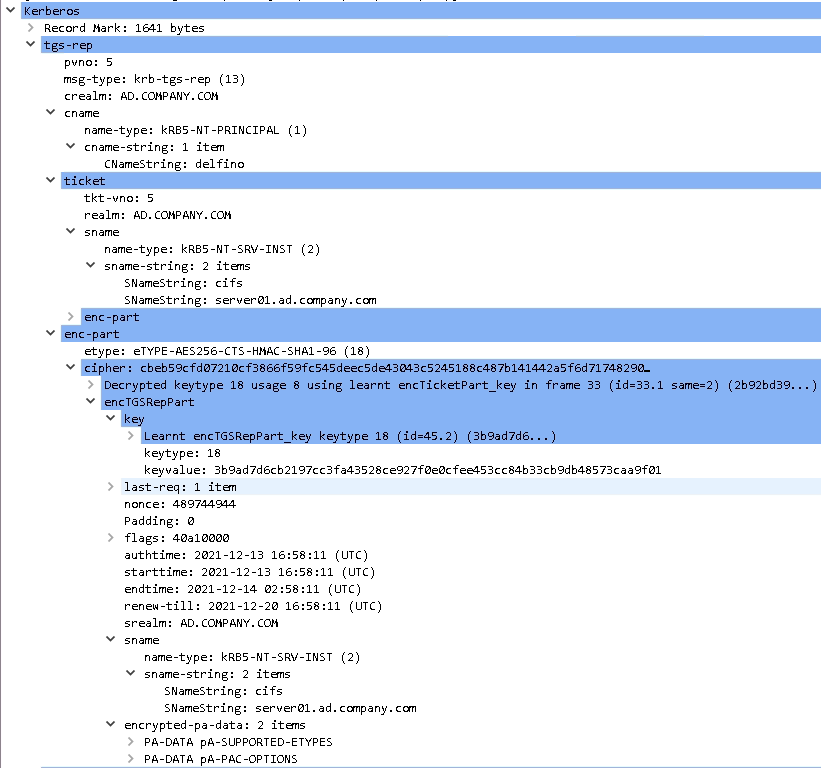 Kerberos
Record Mark: 1641 bytes
tgs-rep
pvno: 5
msg-type: krb-tgs-rep (13)
crealm: AD.COMPANY.COM
cname
name-type: kRB5-NT-PRINCIPAL (1)
cname-string: 1 item
CNameString: delfino
ticket
tkt-vno: 5
realm: AD.COMPANY.COM
sname
name-type: kRB5-NT-SRV-INST (2)
sname-string: 2 items
SNameString: cifs
SNameString: server01.ad.company.com
enc-part
enc-part
etype: eTYPE-AES256-CTS-HMAC-SHA1-96 (18)
cipher: cbeb59cfd07210cf3866f59fc545deec5de43043c5245188c487b141442a5f6d71748290…
Decrypted keytype 18 usage 8 using learnt encTicketPart_key in frame 33 (id=33.1 same=2) (2b92bd39...)
encTGSRepPart
key
Learnt encTGSRepPart_key keytype 18 (id=45.2) (3b9ad7d6...)
keytype: 18
keyvalue: 3b9ad7d6cb2197cc3fa43528ce927f0e0cfee453cc84b33cb9db48573caa9f01
last-req: 1 item
nonce: 489744944
Padding: 0
flags: 40a10000
authtime: 2021-12-13 16:58:11 (UTC)
starttime: 2021-12-13 16:58:11 (UTC)
endtime: 2021-12-14 02:58:11 (UTC)
renew-till: 2021-12-20 16:58:11 (UTC)
srealm: AD.COMPANY.COM
sname
name-type: kRB5-NT-SRV-INST (2)
sname-string: 2 items
SNameString: cifs
SNameString: server01.ad.company.com
encrypted-pa-data: 2 items
PA-DATA pA-SUPPORTED-ETYPES
PA-DATA pA-PAC-OPTIONS